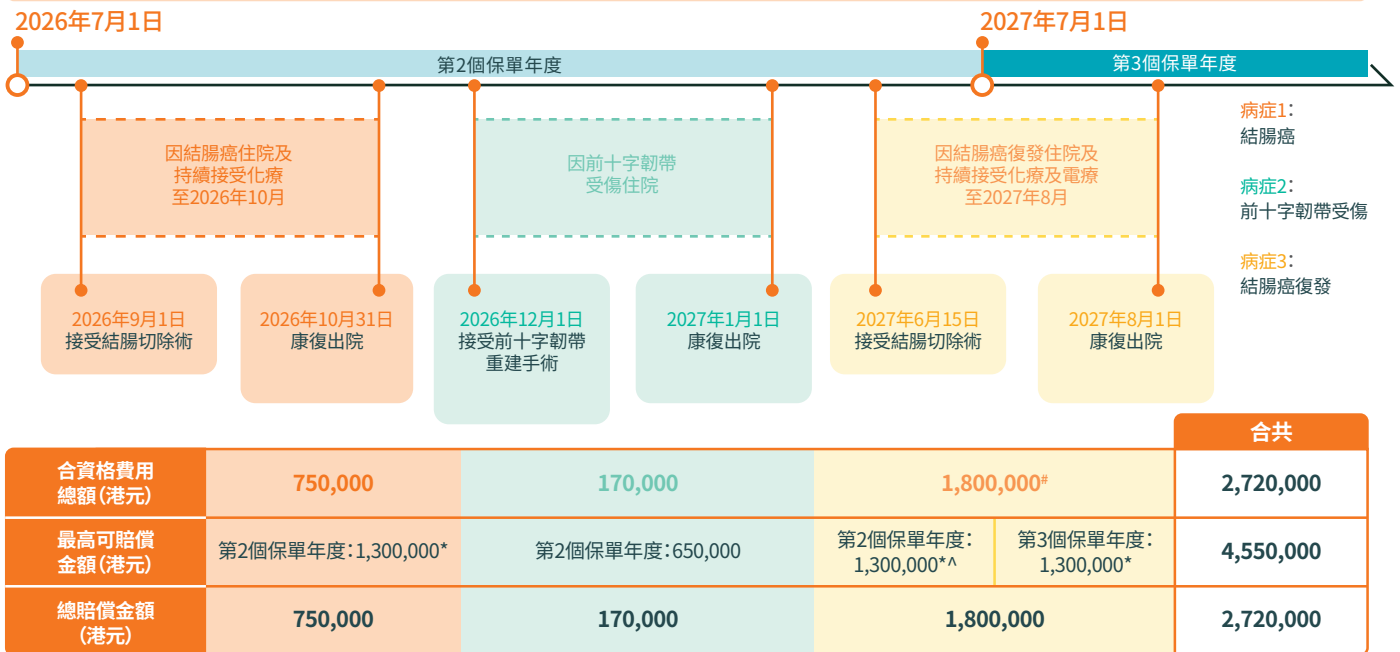 2026年7月1日
2027年7月1日
第2個保單年度
第3個保單年度
因結腸癌住院及
持續接受化療
至2026年10月
因前十字韌帶
受傷住院
因結腸癌復發住院及
持續接受化療及電療
至2027年8月
病症1：
結腸癌
病症2：
前十字韌帶受傷
病症3：
結腸癌復發
2026年9月1日
接受結腸切除術
2026年10月31日
康復出院
2026年12月1日
接受前十字韌帶
重建手術
2027年1月1日
康復出院
2027年6月15日
接受結腸切除術
2027年8月1日
康復出院
合共
合資格費用
總額（港元）
750,000
170,000
1,800,000#
2,720,000
最高可賠償
金額（港元）
第2個保單年度：1,300,000*
第2個保單年度：650,000
第2個保單年度：
1,300,000*^
第3個保單年度：
1,300,000*
4,550,000
總賠償金額
（港元）
750,000
170,000
1,800,000
2,720,000